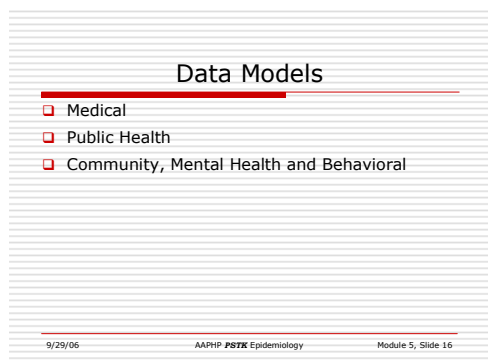 Data Models
Medical
Public Health
Community, Mental Health and Behavioral
9/29/06 AAPHP PSTK Epidemiology Module 5, Slide 16